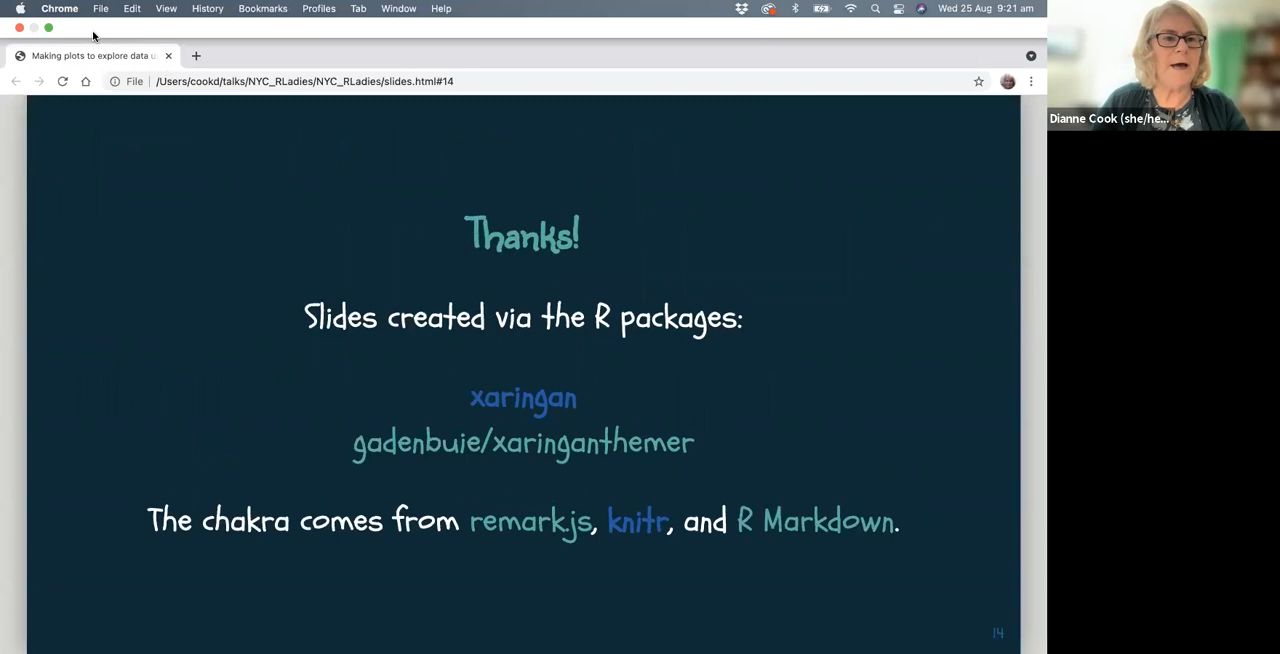 Chrome File Edit View History Bookmarks Profiles Tab Window Help Wed 25 Aug 9:21 am
Making plots to explore data u
File /Users/cookd/talks/NYC_RLadies/NYC_RLadies/slides.html#14
Dianne Cook (she/he...
Thanks!
Slides created via the R packages:
xaringan
gadenbuie/xaringanthemer
The chakra comes from remark.js, knitr, and R Markdown.
14